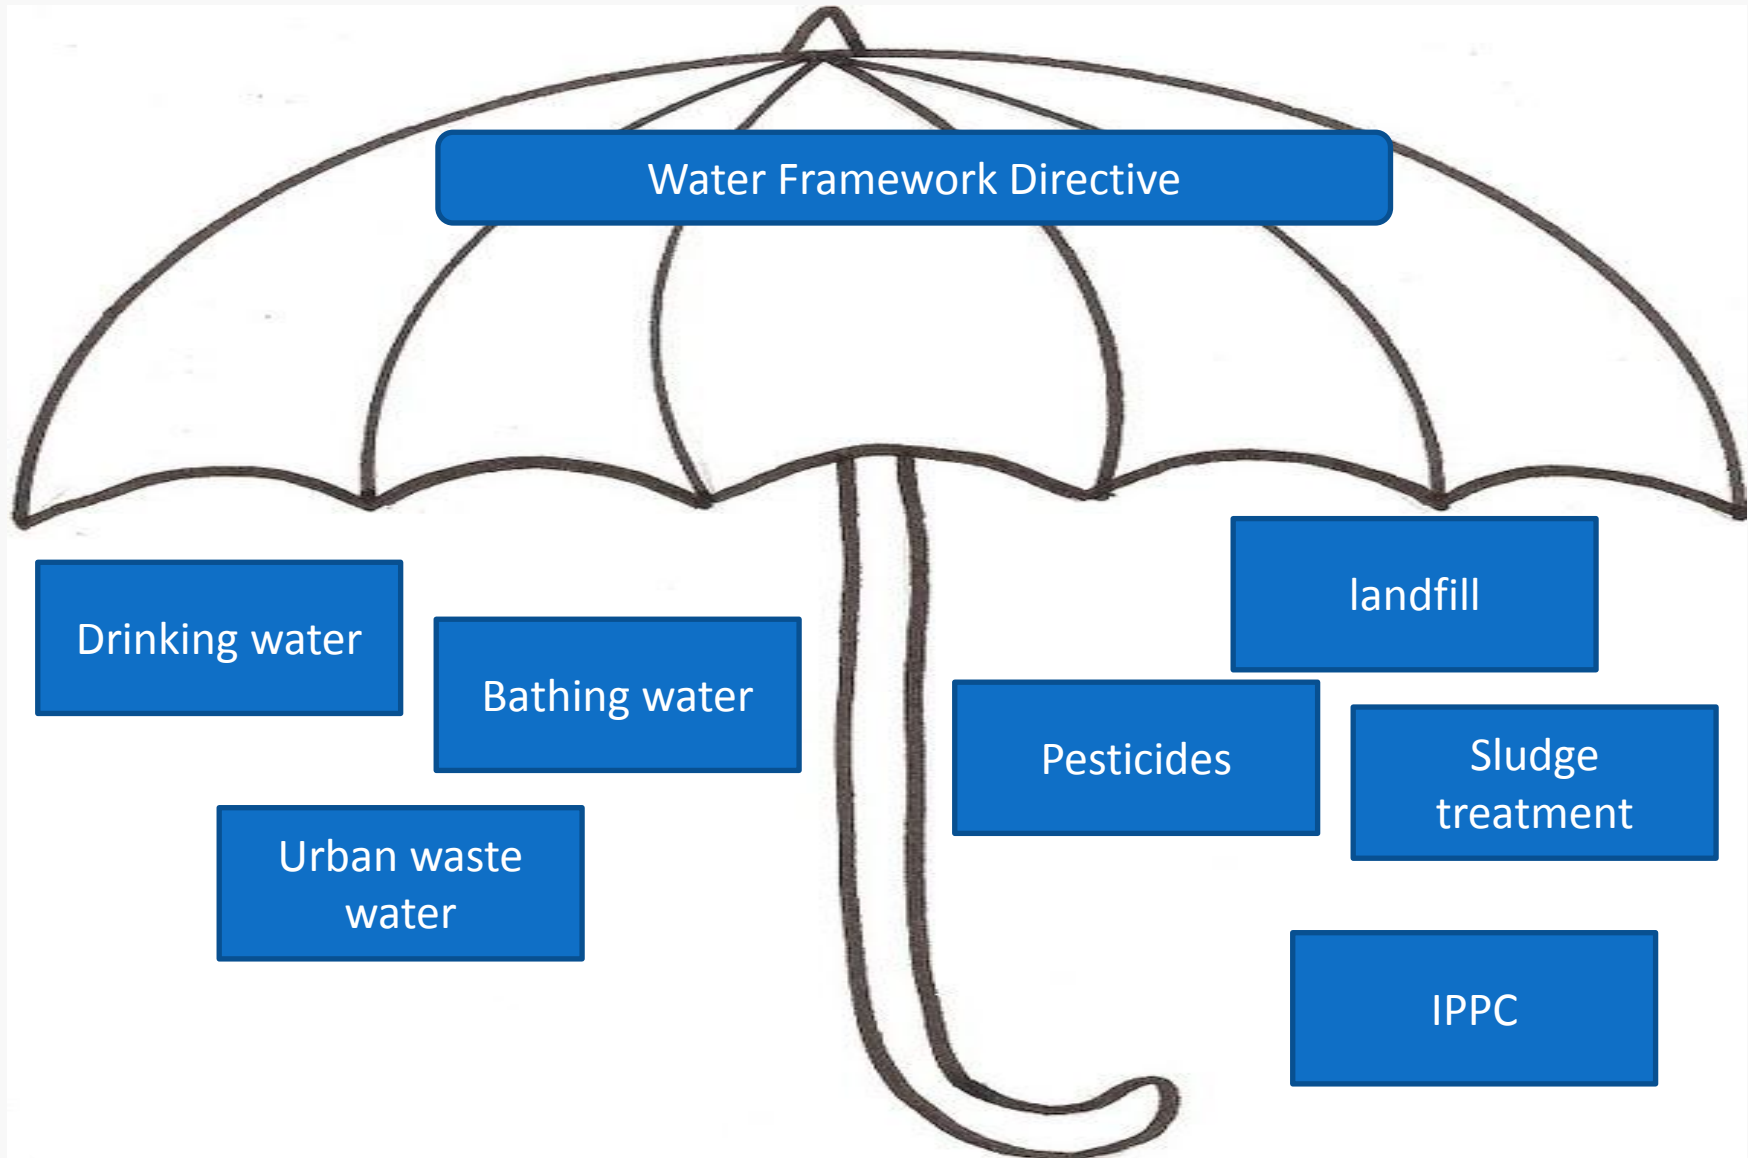 Water Framework Directive
Drinking water
Bathing water
Urban waste
water
landfill
Pesticides
Sludge
treatment
IPPC